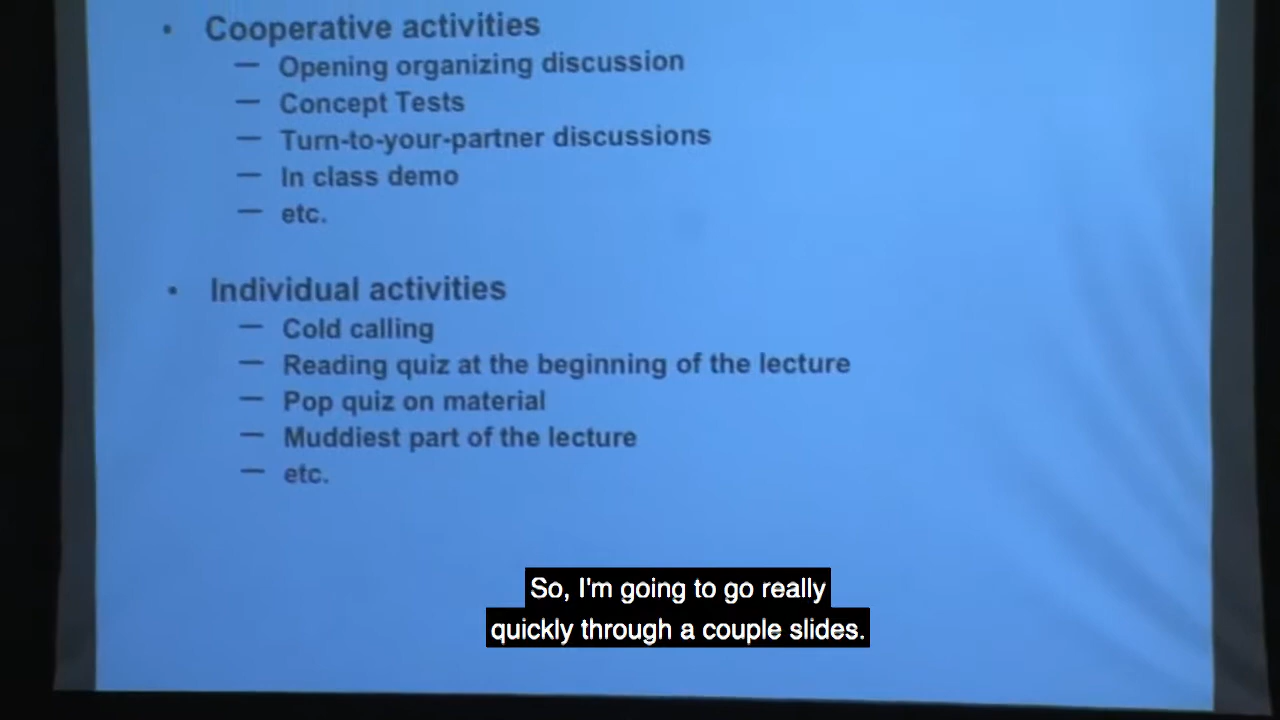 • Cooperative activities
— Opening organizing discussion
— Concept Tests
— Turn-to-your-partner discussions
— In class demo
— etc.
• Individual activities
— Cold calling
— Reading quiz at the beginning of the lecture
— Pop quiz on material
— Muddiest part of the lecture
— etc.
So, I'm going to go really
quickly through a couple slides.